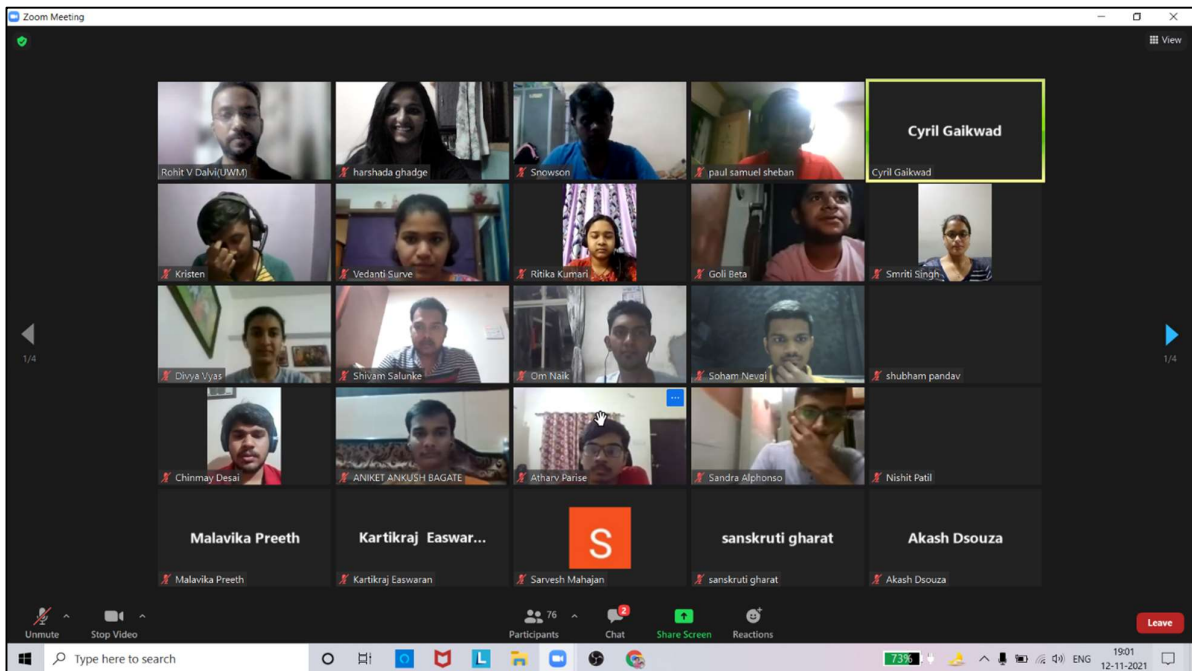 Zoom Meeting
View
Rohit V Dalvi(UWM)
harshada ghadge
Snowson
paul samuel sheban
Cyril Gaikwad
Cyril Gaikwad
Kristen
Vedanti Surve
Ritika Kumari
Goli Beta
Smriti Singh
Divya Vyas
Shivam Salunke
Om Naik
Soham Nevgi
shubham pandav
1/4
1/4
Chinmay Desai
ANIKET ANKUSH BAGATE
Atharv Parise
Sandra Alphonso
Nishit Patil
Malavika Preeth
Kartikraj Easwar...
S
sanskruti gharat
Akash Dsouza
Malavika Preeth
Kartikraj Easwaran
Sarvesh Mahajan
sanskruti gharat
Akash Dsouza
Unmute
Stop Video
76
Participants
2
Chat
Share Screen
Reactions
Leave
Type here to search
L
73%
ENG
19:01
12-11-2021